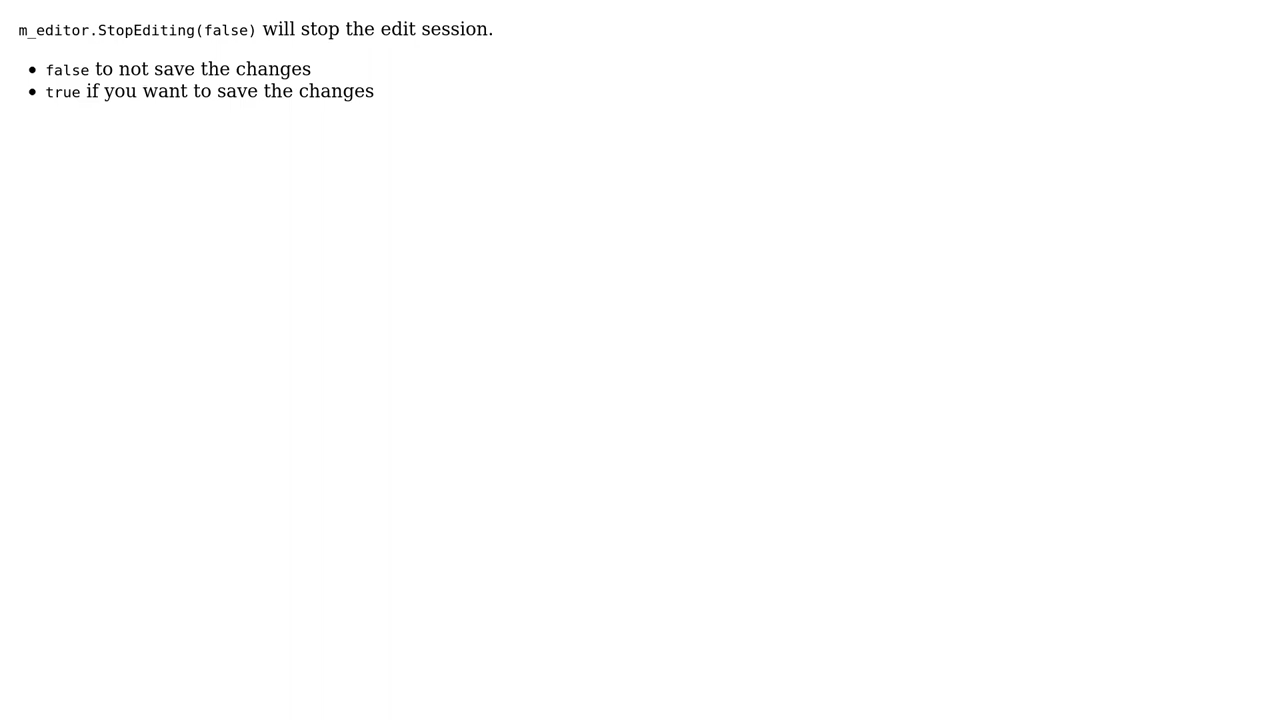 m_editor.StopEditing(false) will stop the edit session.
• false to not save the changes
• true if you want to save the changes